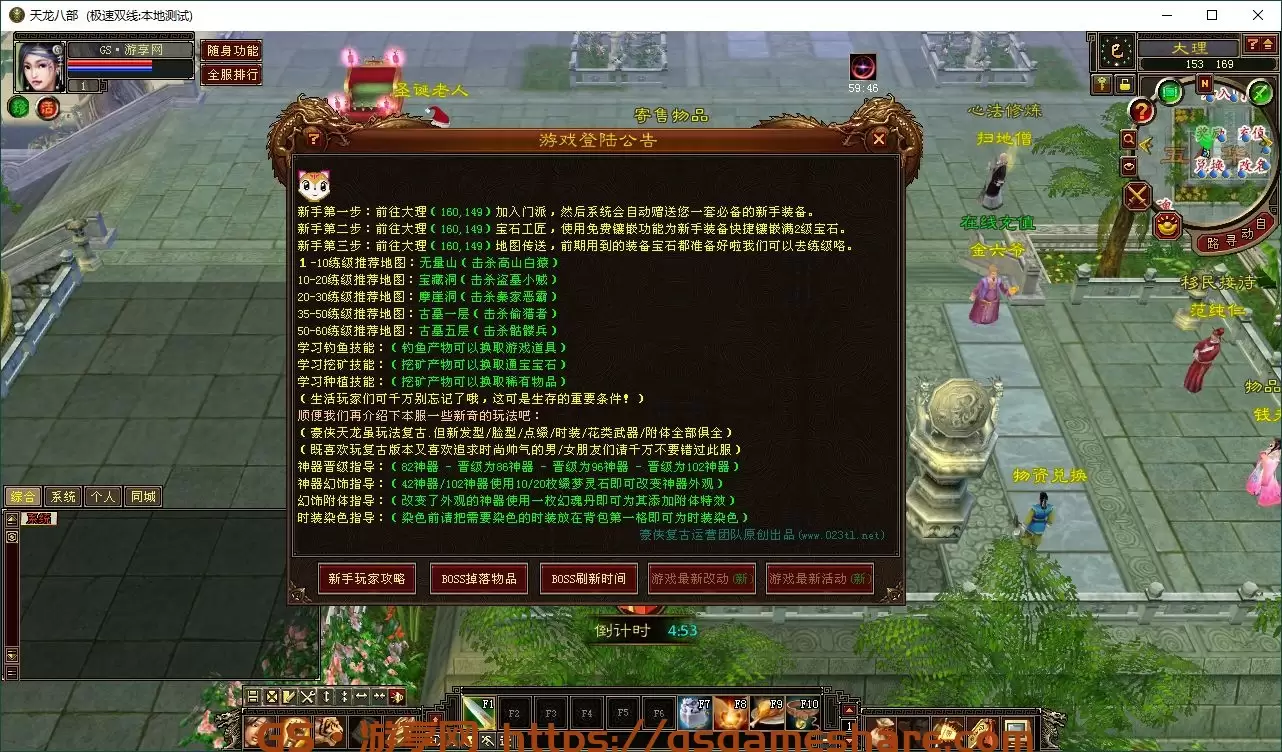 天龙八部 (极速双线:本地测试)
GS·游享网
随身功能
全服排行
1
珍
活
圣诞老人
寄售物品
59:46
大理
153 169
N
心法修炼
扫地僧
在线充值
金六爷
自动寻路
移民接待
范纯仁
物品
钱
物资兑换
游戏登陆公告
新手第一步：前往大理（160,149）加入门派，然后系统会自动赠送您一套必备的新手装备。
新手第二步：前往大理（160,149）宝石工匠，使用免费镶嵌功能为新手装备快捷镶嵌满2级宝石。
新手第三步：前往大理（160,149）地图传送，前期用到的装备宝石都准备好啦我们可以去练级咯。
1-10练级推荐地图：无量山（击杀高山白猿）
10-20练级推荐地图：宝藏洞（击杀盗墓小贼）
20-30练级推荐地图：摩崖洞（击杀秦家恶霸）
35-50练级推荐地图：古墓一层（击杀偷猎者）
50-60练级推荐地图：古墓五层（击杀骷髅兵）
学习钓鱼技能：（钓鱼产物可以换取游戏道具）
学习挖矿技能：（挖矿产物可以换取通宝宝石）
学习种植技能：（挖矿产物可以换取稀有物品）
（生活玩家们可千万别忘记了哦，这可是生存的重要条件！）
顺便我们再介绍下本服一些新奇的玩法吧：
（豪侠天龙虽玩法复古.但新发型/脸型/点缀/时装/花类武器/附体全部俱全）
（既喜欢玩复古版本又喜欢追求时尚帅气的男/女朋友们请千万不要错过此服）
神器晋级指导：（82神器 - 晋级为86神器 - 晋级为96神器 - 晋级为102神器）
神器幻饰指导：（42神器/102神器使用10/20枚缀梦灵石即可改变神器外观）
幻饰附体指导：（改变了外观的神器使用一枚幻魂丹即可为其添加附体特效）
时装染色指导：（染色前请把需要染色的时装放在背包第一格即可为时装染色）
豪侠复古运营团队原创出品(www.023tl.net)
新手玩家攻略
BOSS掉落物品
BOSS刷新时间
游戏最新改动(新)
游戏最新活动(新)
倒计时 4:53
综合
系统
个人
同城
系统
F1
F2
F3
F4
F5
F6
F7
F8
F9
F10
GS 游享网 https://gsgameshare.com